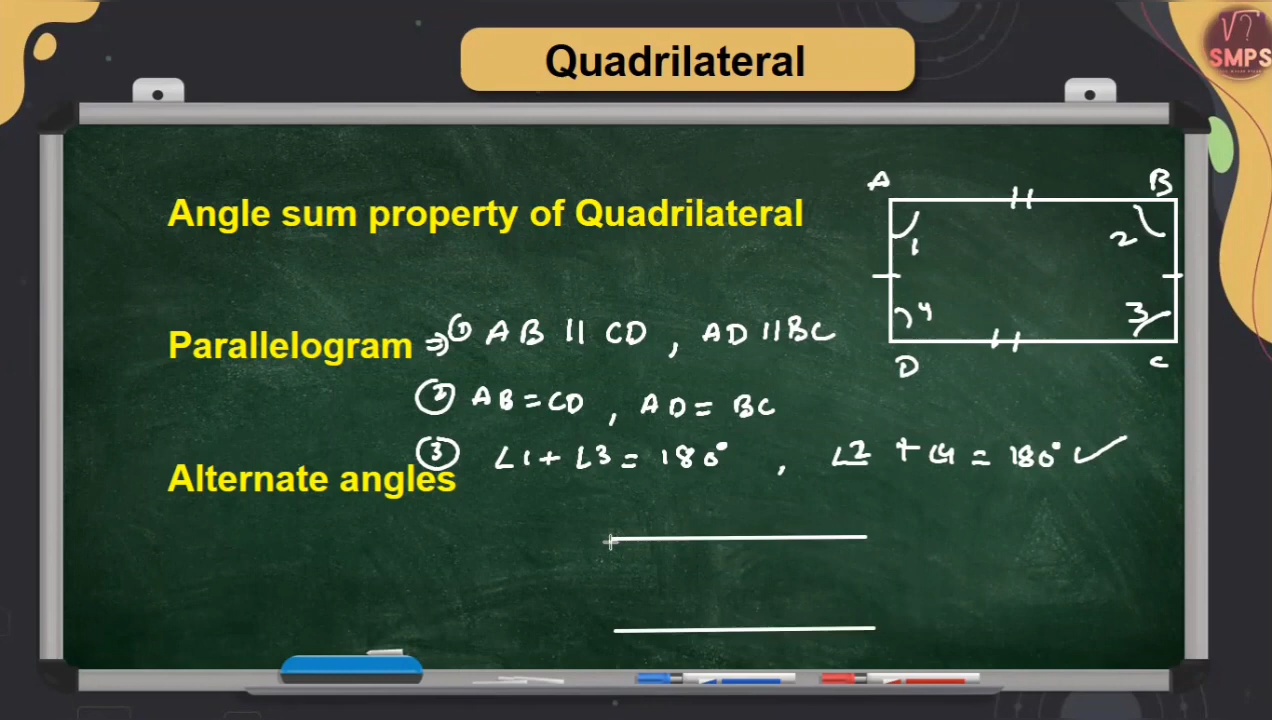 Quadrilateral
√?
SMPS
Angle sum property of Quadrilateral
A B
1 2
4 3
D C
Parallelogram ⇒ ① AB || CD , AD || BC
② AB = CD , AD = BC
③ ∠1 + ∠3 = 180° , ∠2 + ∠4 = 180° ✓
Alternate angles